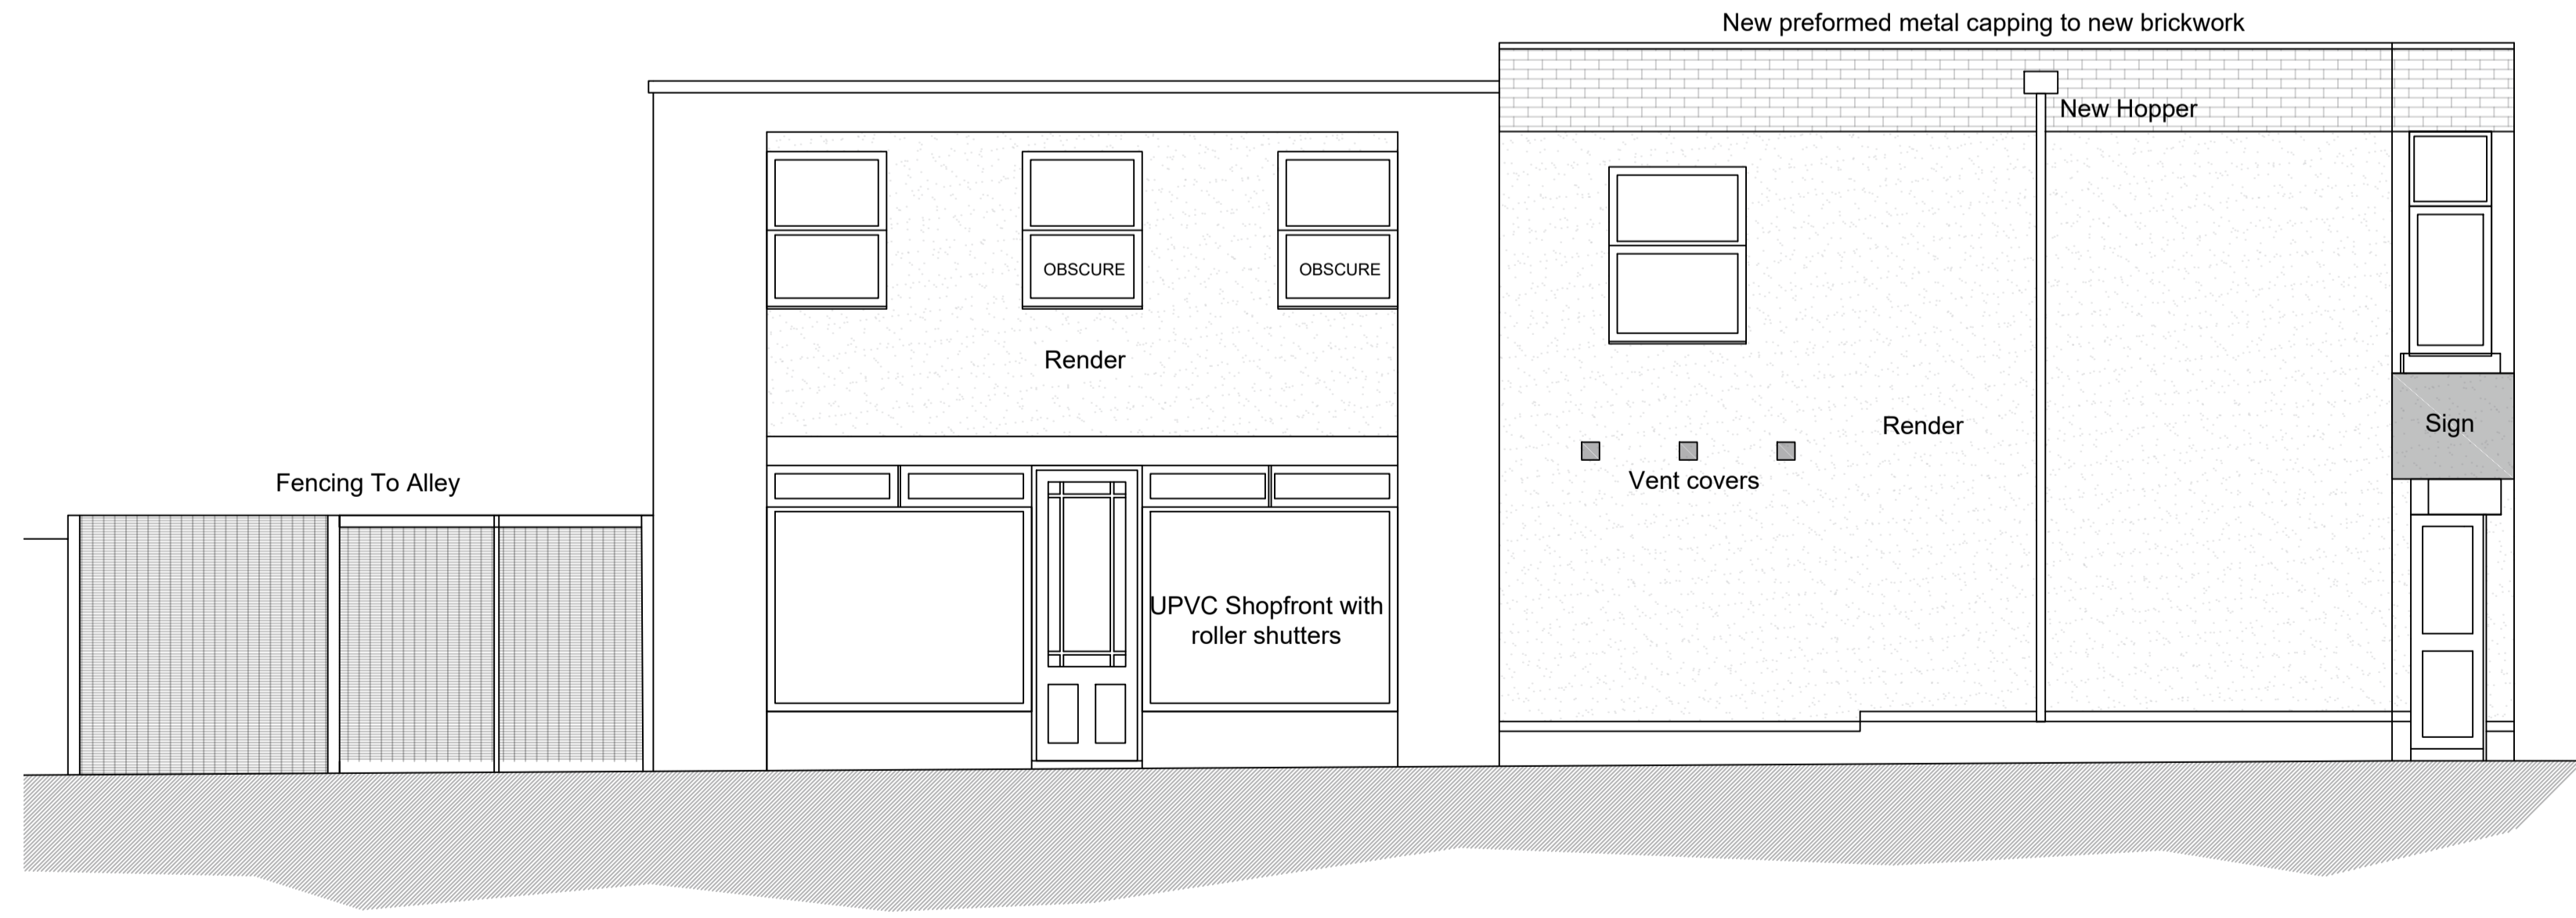 New preformed metal capping to new brickwork
New Hopper
OBSCURE
OBSCURE
Render
Render
Sign
Vent covers
Fencing To Alley
UPVC Shopfront with
roller shutters